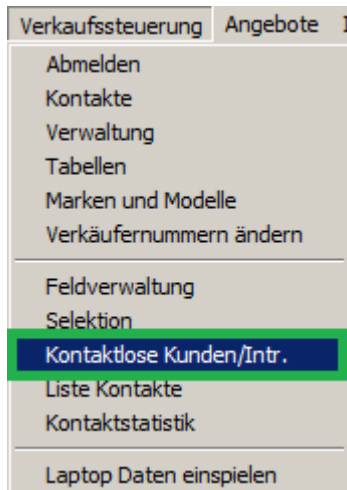 Verkaufssteuerung Angebote
Abmelden
Kontakte
Verwaltung
Tabellen
Marken und Modelle
Verkäufernummern ändern
Feldverwaltung
Selektion
Kontaktlose Kunden/Intr.
Liste Kontakte
Kontaktstatistik
Laptop Daten einspielen